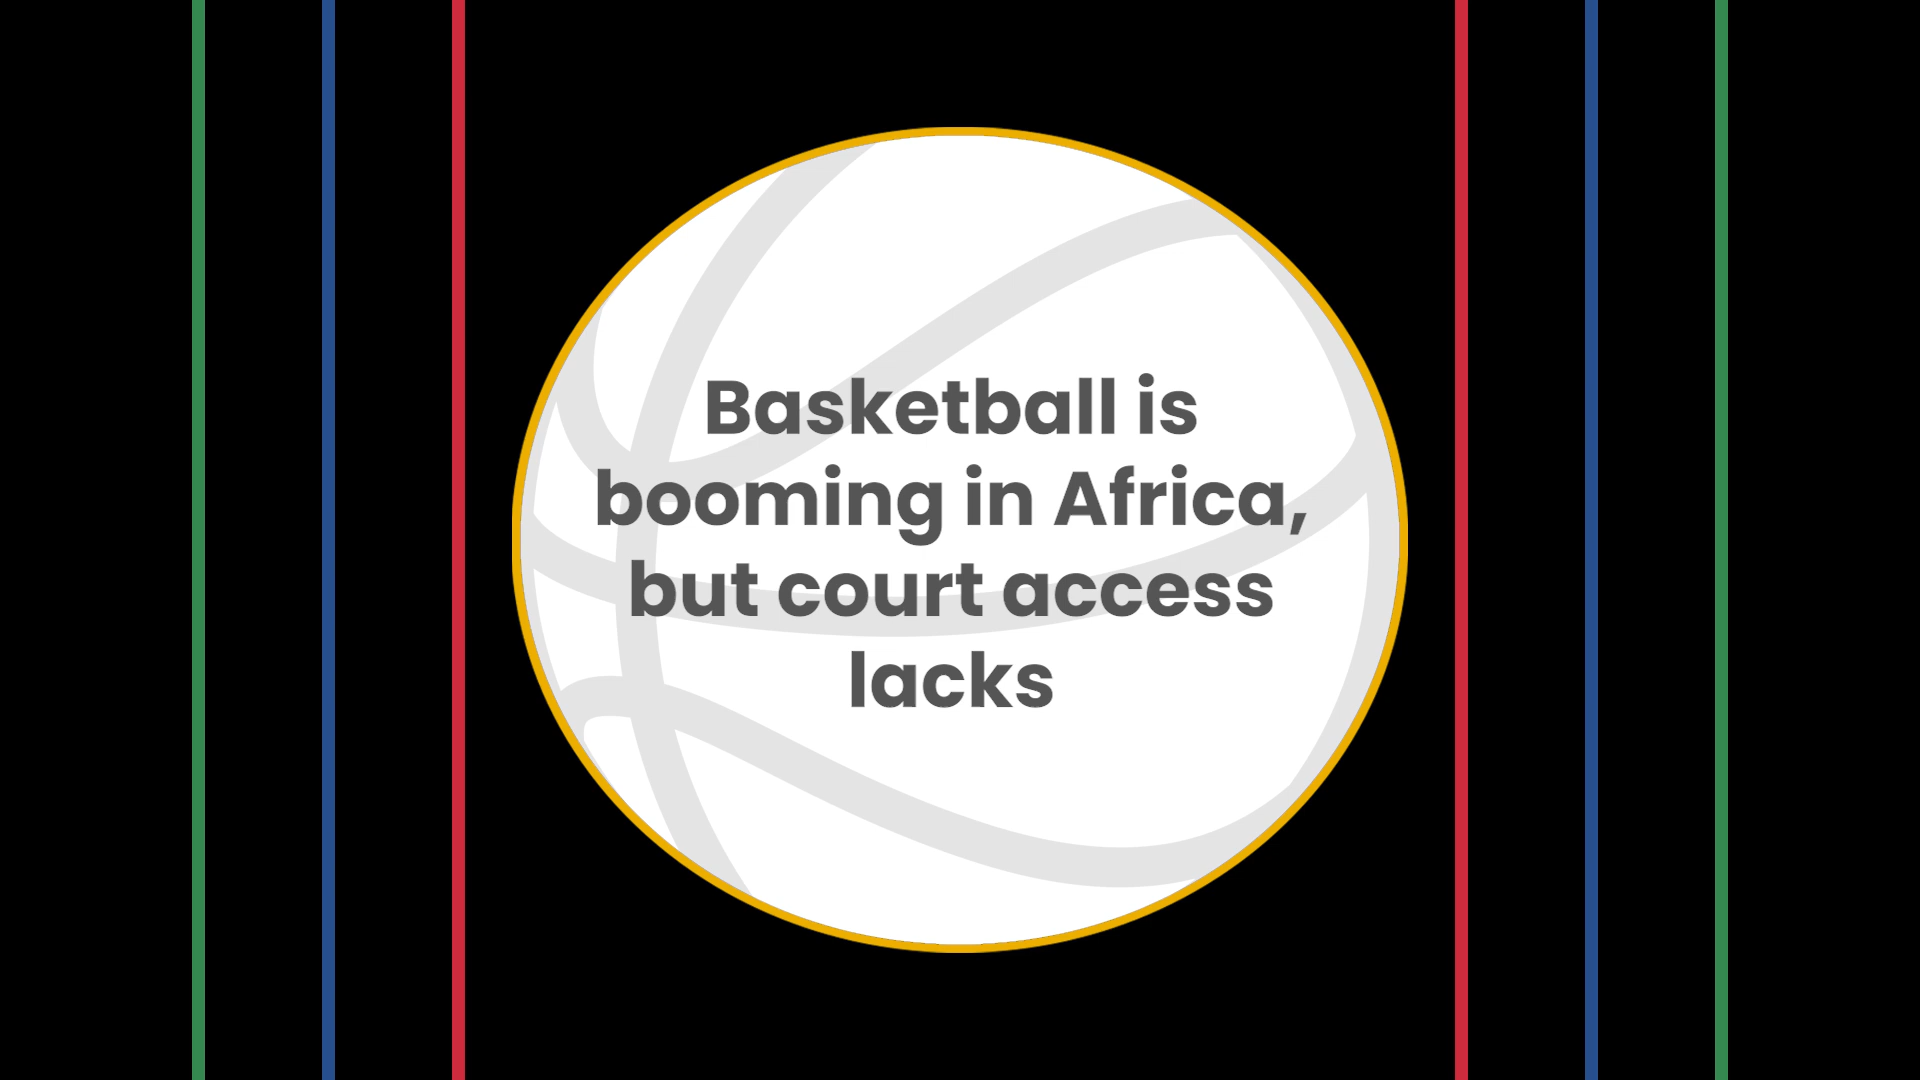 Basketball is
booming in Africa,
but court access
lacks